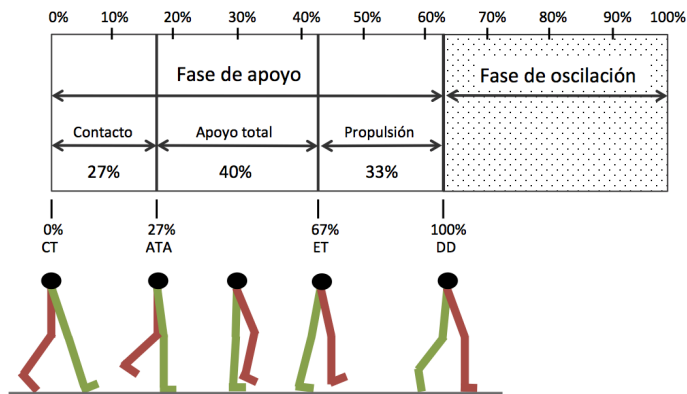 0% 10% 20% 30% 40% 50% 60% 70% 80% 90% 100%
Fase de apoyo Fase de oscilación
Contacto Apoyo total Propulsión
27% 40% 33%
0% 27% 67% 100%
CT ATA ET DD